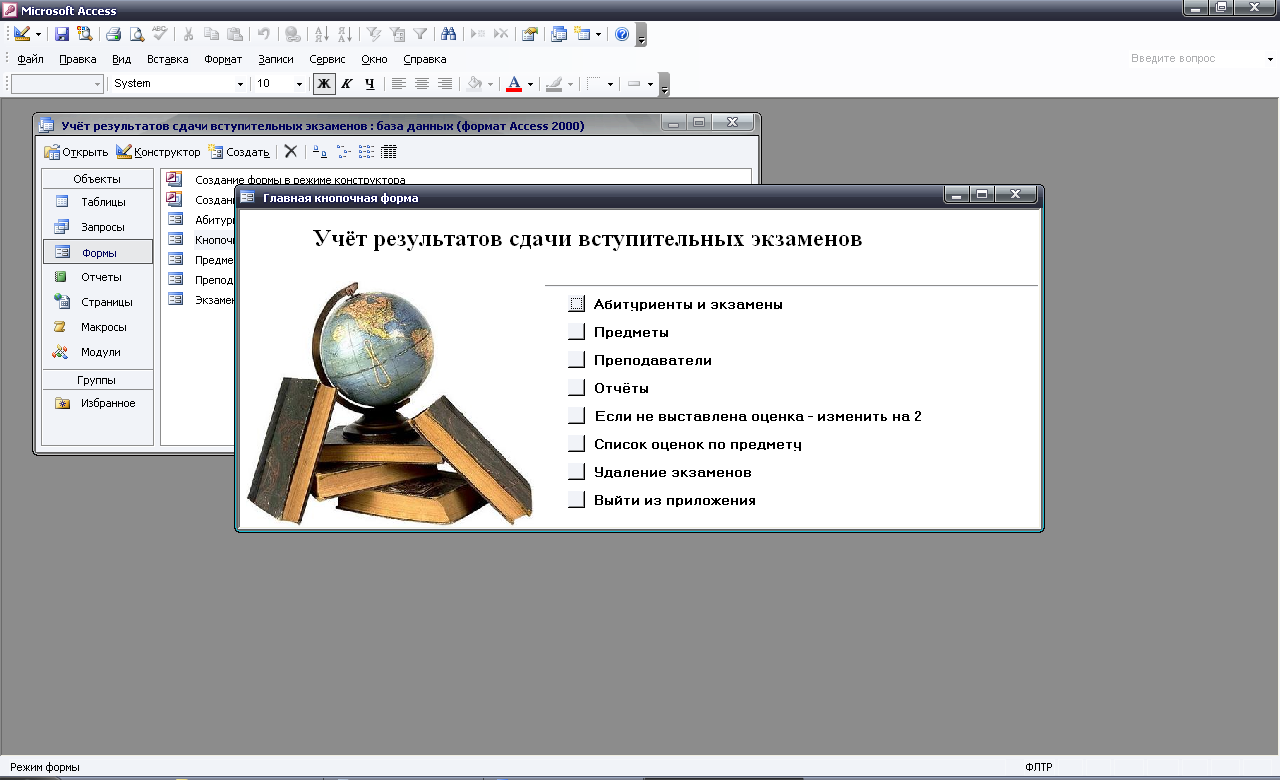 Microsoft Access
Файл Правка Вид Вставка Формат Записи Сервис Окно Справка
Введите вопрос
System 10 Ж К Ч
Учёт результатов сдачи вступительных экзаменов : база данных (формат Access 2000)
Открыть Конструктор Создать
Объекты
Таблицы
Запросы
Формы
Отчеты
Страницы
Макросы
Модули
Группы
Избранное
Создание формы в режиме конструктора
Главная кнопочная форма
Учёт результатов сдачи вступительных экзаменов
Абитуриенты и экзамены
Предметы
Преподаватели
Отчёты
Если не выставлена оценка - изменить на 2
Список оценок по предмету
Удаление экзаменов
Выйти из приложения
Режим формы
ФЛТР